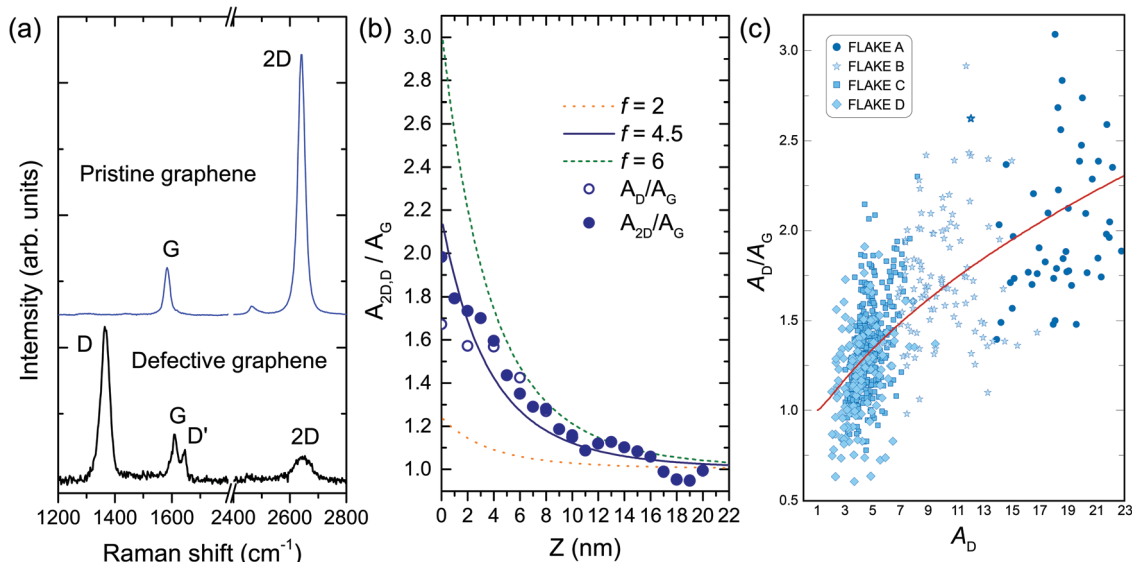 (a)
2D
Pristine graphene
G
D
Defective graphene
G
D'
2D
Intemsity (arb. units)
1200 1400 1600 2400 2600 2800
Raman shift (cm⁻¹)
(b)
3.0
2.8
2.6
2.4
2.2
2.0
1.8
1.6
1.4
1.2
1.0
A2D,D / AG
f = 2
f = 4.5
f = 6
AD/AG
A2D/AG
0 2 4 6 8 10 12 14 16 18 20 22
Z (nm)
(c)
FLAKE A
FLAKE B
FLAKE C
FLAKE D
3.0
2.5
2.0
1.5
1.0
0.5
AD/AG
1 3 5 7 9 11 13 15 17 19 21 23
AD